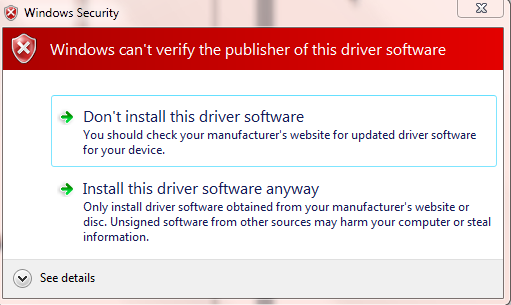 Windows Security
Windows can't verify the publisher of this driver software
Don't install this driver software
You should check your manufacturer's website for updated driver software
for your device.
Install this driver software anyway
Only install driver software obtained from your manufacturer's website or
disc. Unsigned software from other sources may harm your computer or steal
information.
See details